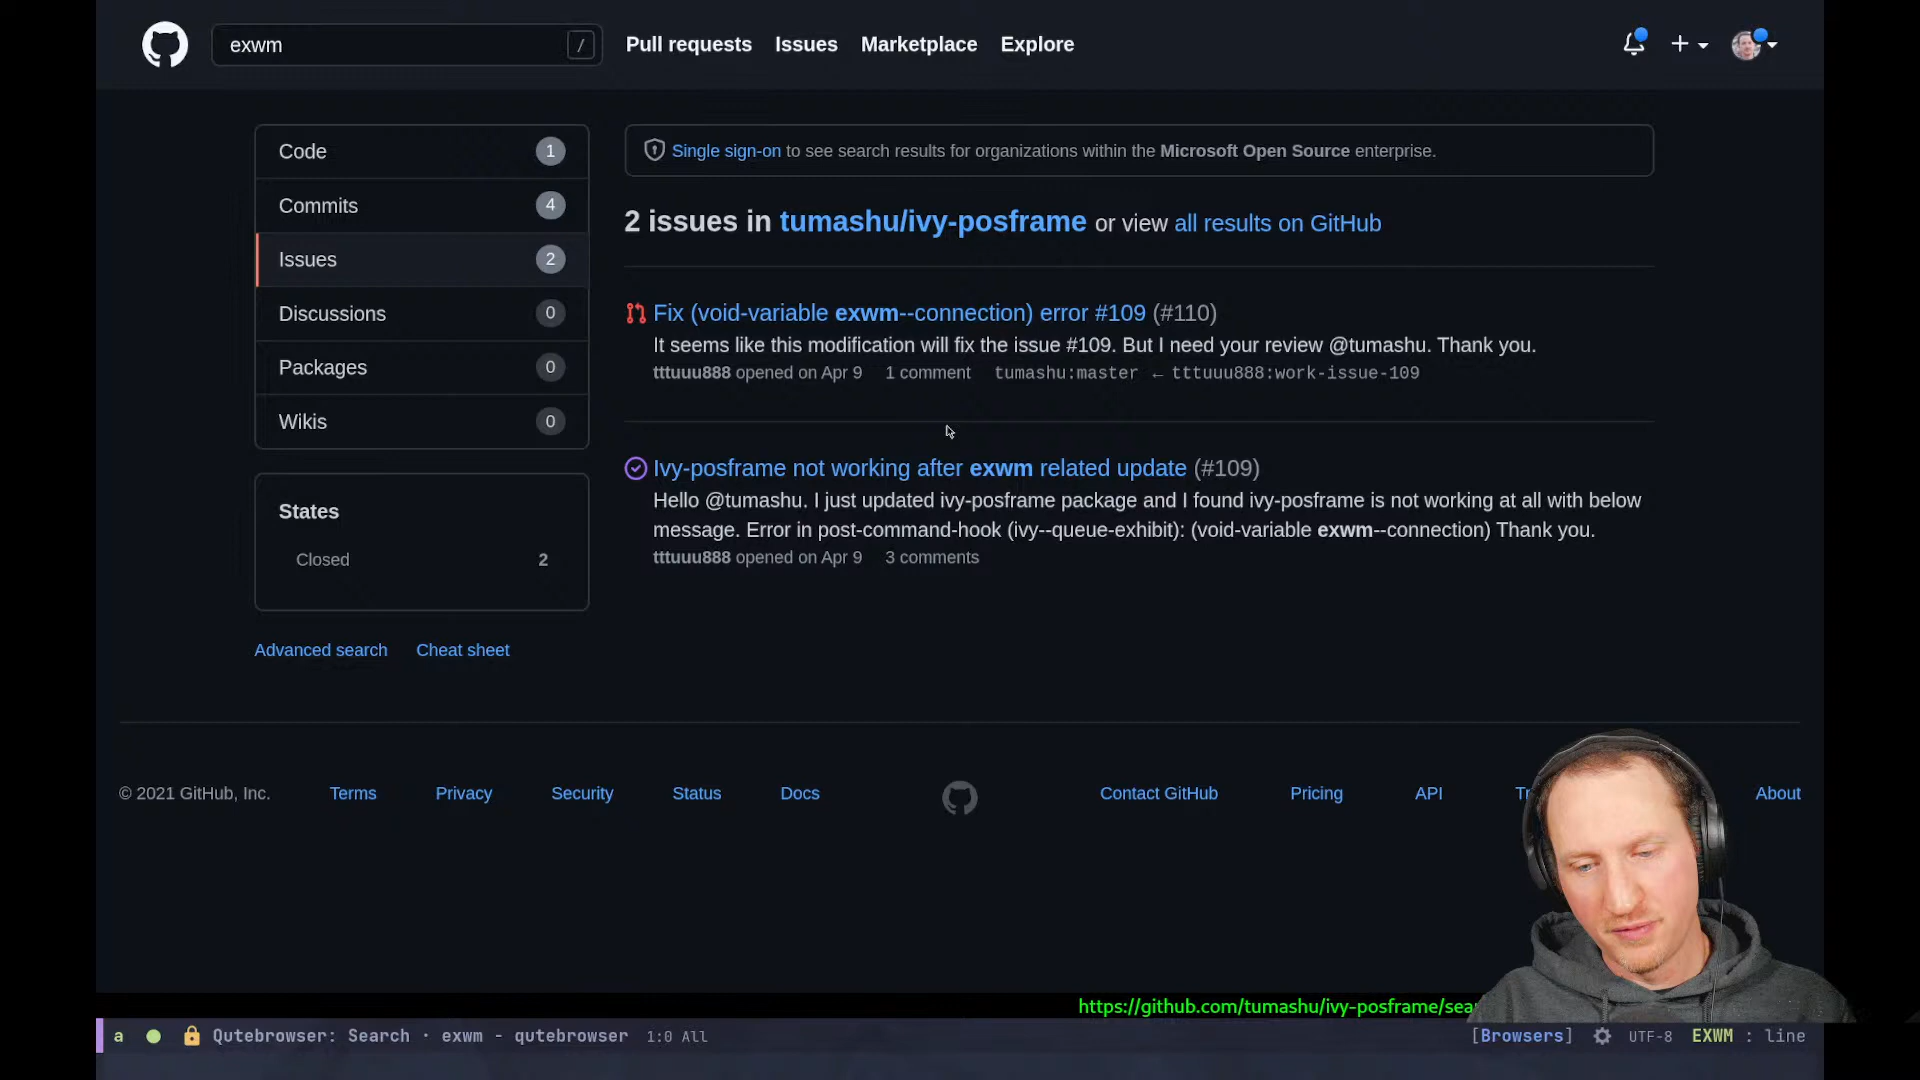 exwm
/
Pull requests Issues Marketplace Explore
Code 1
Commits 4
Issues 2
Discussions 0
Packages 0
Wikis 0
States
Closed 2
Advanced search Cheat sheet
Single sign-on to see search results for organizations within the Microsoft Open Source enterprise.
2 issues in tumashu/ivy-posframe or view all results on GitHub
Fix (void-variable exwm--connection) error #109 (#110)
It seems like this modification will fix the issue #109. But I need your review @tumashu. Thank you.
tttuuu888 opened on Apr 9 1 comment tumashu:master ← tttuuu888:work-issue-109
Ivy-posframe not working after exwm related update (#109)
Hello @tumashu. I just updated ivy-posframe package and I found ivy-posframe is not working at all with below
message. Error in post-command-hook (ivy--queue-exhibit): (void-variable exwm--connection) Thank you.
tttuuu888 opened on Apr 9 3 comments
© 2021 GitHub, Inc. Terms Privacy Security Status Docs Contact GitHub Pricing API About
https://github.com/tumashu/ivy-posframe/
a Qutebrowser: Search · exwm - qutebrowser 1:0 All [Browsers] UTF-8 EXWM : line